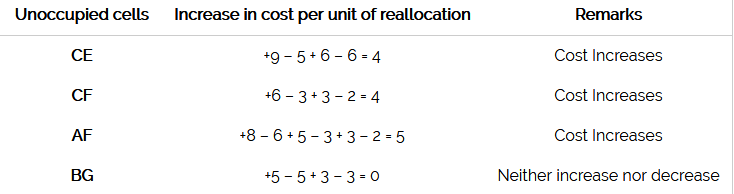 Unoccupied cells Increase in cost per unit of reallocation Remarks
CE +9 – 5 + 6 – 6 = 4 Cost Increases
CF +6 – 3 + 3 – 2 = 4 Cost Increases
AF +8 – 6 + 5 – 3 + 3 – 2 = 5 Cost Increases
BG +5 – 5 + 3 – 3 = 0 Neither increase nor decrease